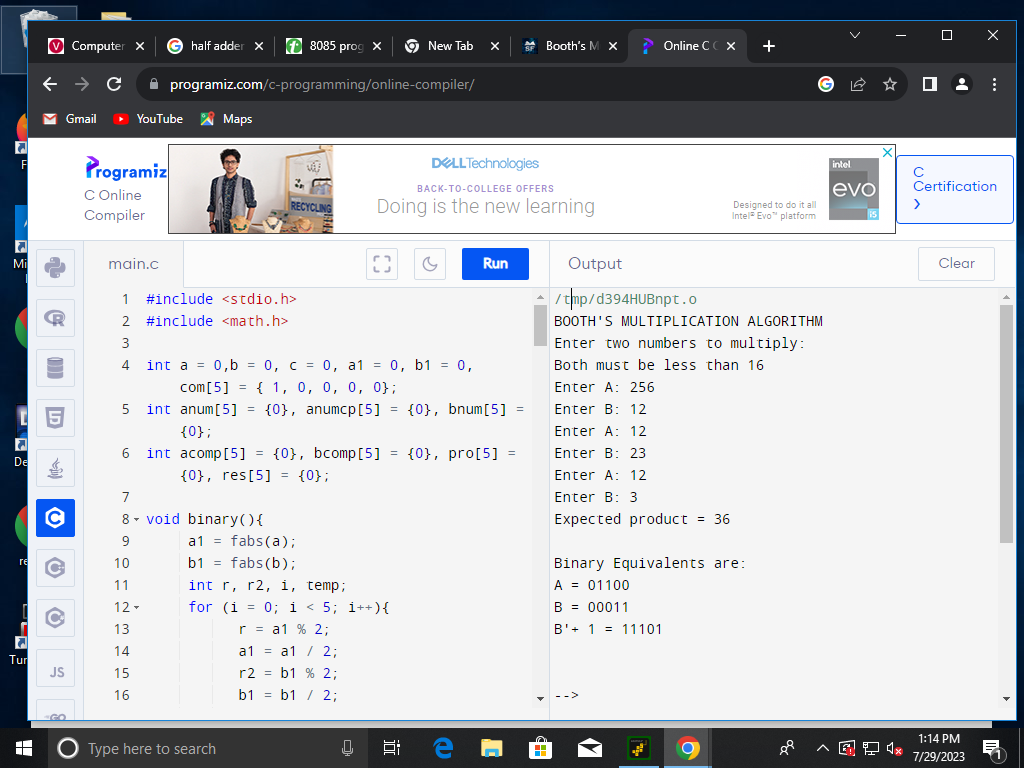 Computer
half adder
8085 prog
New Tab
Booth's M
Online C C
programiz.com/c-programming/online-compiler/
Gmail
YouTube
Maps
Programiz
C Online
Compiler
DELLTechnologies
BACK-TO-COLLEGE OFFERS
Doing is the new learning
RECYCLING
Designed to do it all
Intel® Evo™ platform
intel
evo
i5
C
Certification
main.c
Run
Output
Clear
1 #include <stdio.h>
2 #include <math.h>
3
4 int a = 0,b = 0, c = 0, a1 = 0, b1 = 0,
com[5] = { 1, 0, 0, 0, 0};
5 int anum[5] = {0}, anumcp[5] = {0}, bnum[5] =
{0};
6 int acomp[5] = {0}, bcomp[5] = {0}, pro[5] =
{0}, res[5] = {0};
7
8 void binary(){
9 a1 = fabs(a);
10 b1 = fabs(b);
11 int r, r2, i, temp;
12 for (i = 0; i < 5; i++){
13 r = a1 % 2;
14 a1 = a1 / 2;
15 r2 = b1 % 2;
16 b1 = b1 / 2;
/tmp/d394HUBnpt.o
BOOTH'S MULTIPLICATION ALGORITHM
Enter two numbers to multiply:
Both must be less than 16
Enter A: 256
Enter B: 12
Enter A: 12
Enter B: 23
Enter A: 12
Enter B: 3
Expected product = 36
Binary Equivalents are:
A = 01100
B = 00011
B'+ 1 = 11101
-->
JS
Type here to search
1:14 PM
7/29/2023
1